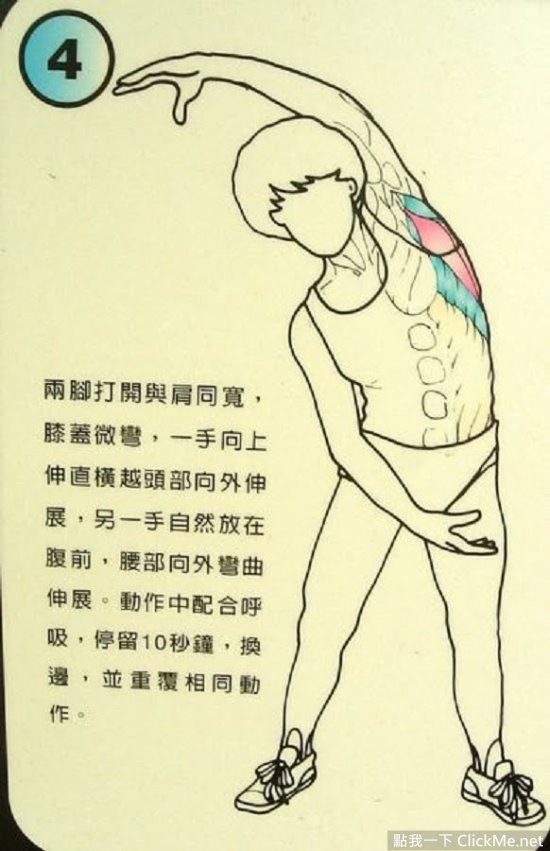 4
兩腳打開與肩同寬，
膝蓋微彎，一手向上
伸直橫越頭部向外伸
展，另一手自然放在
腹前，腰部向外彎曲
伸展。動作中配合呼
吸，停留10秒鐘，換
邊，並重覆相同動
作。
點我一下 ClickMe.net